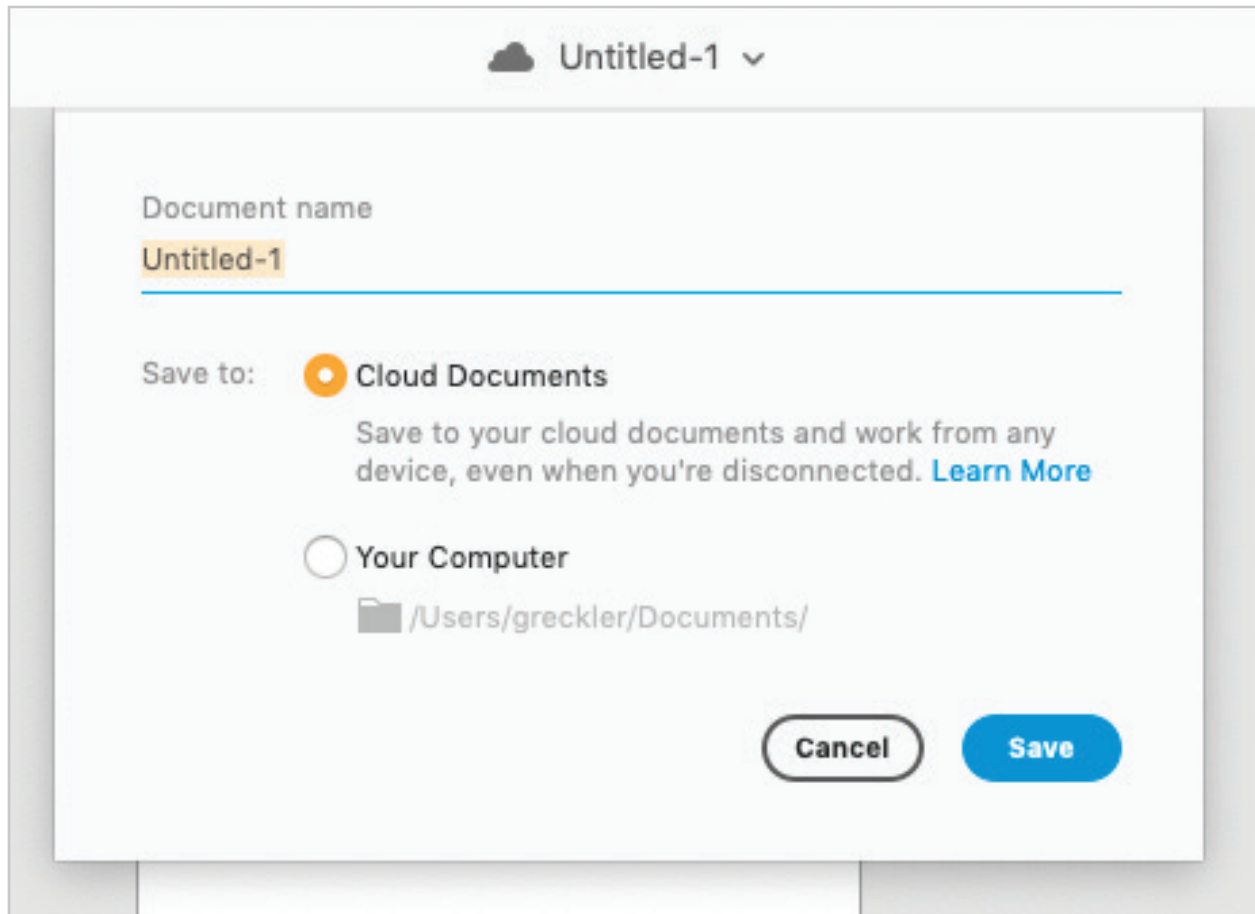 Untitled-1
Document name
Untitled-1
Save to:
Cloud Documents
Save to your cloud documents and work from any
device, even when you're disconnected. Learn More
Your Computer
/Users/greckler/Documents/
Cancel
Save